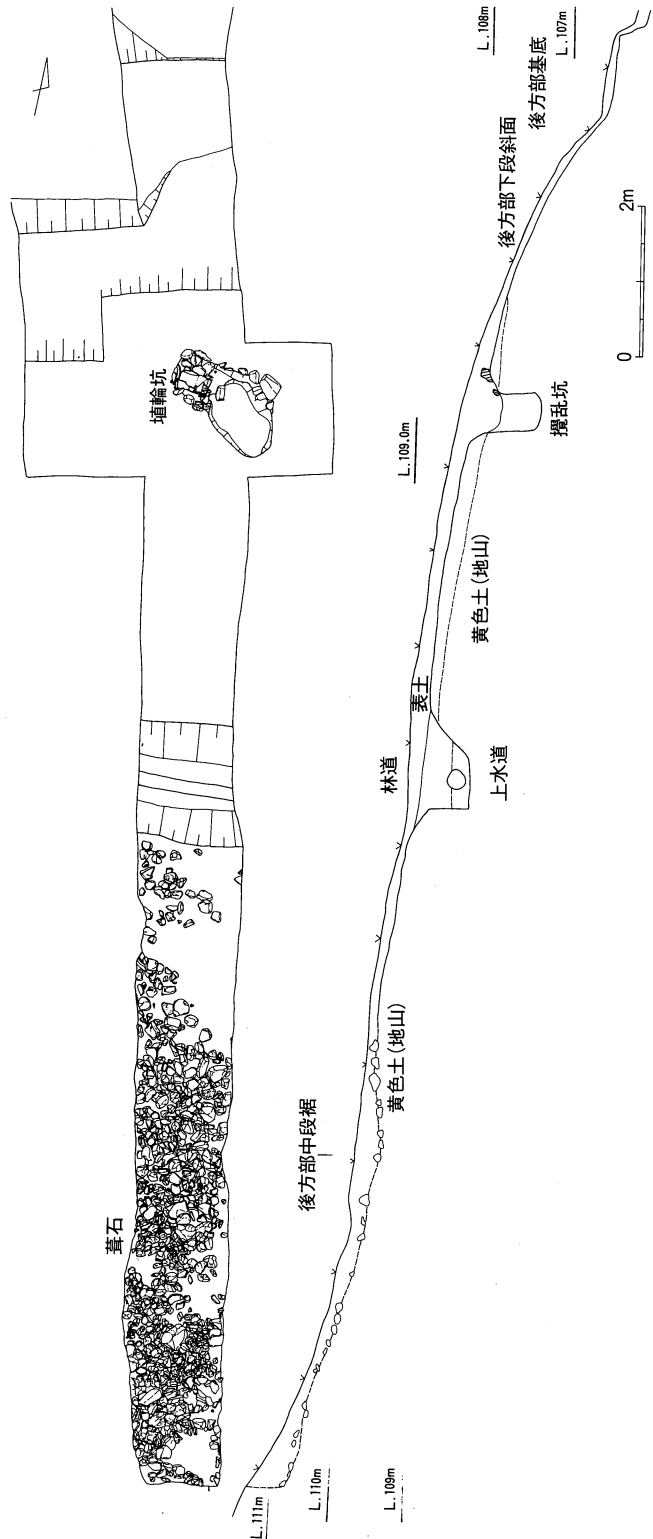 葺石
埴輪坑
L.111m
L.110m
L.109m
後方部中段裾
黄色土(地山)
林道
表土
上水道
黄色土(地山)
L.109.0m
攪乱坑
後方部下段斜面
後方部基底
L.108m
L.107m
0
2m